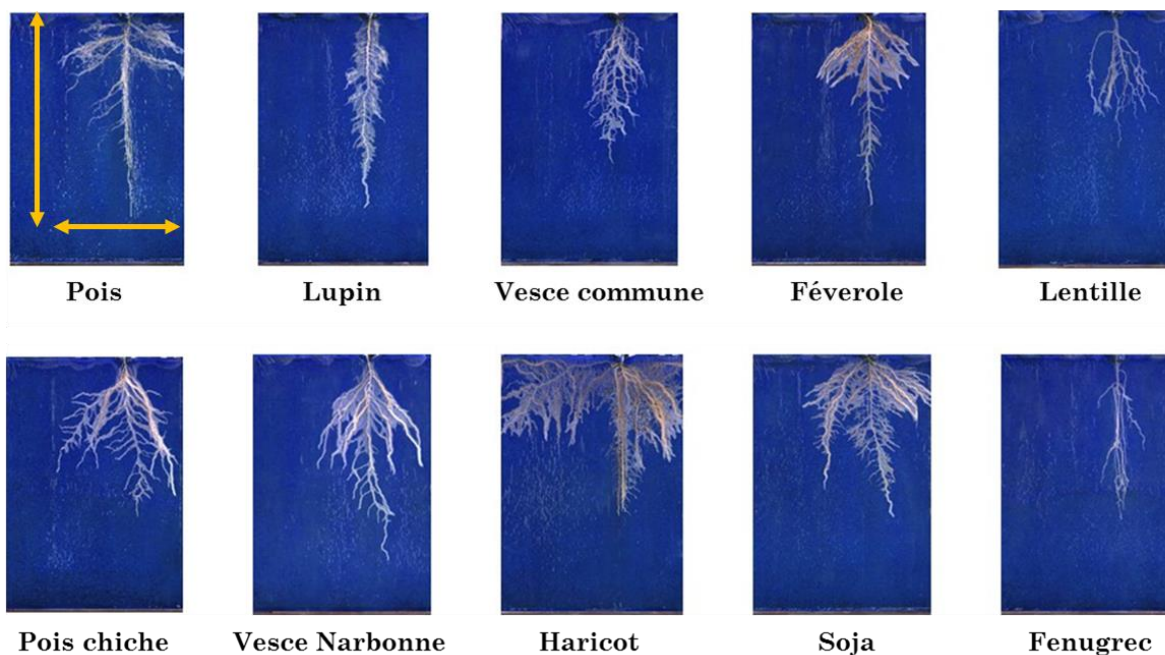 Pois
Lupin
Vesce commune
Féverole
Lentille
Pois chiche
Vesce Narbonne
Haricot
Soja
Fenugrec